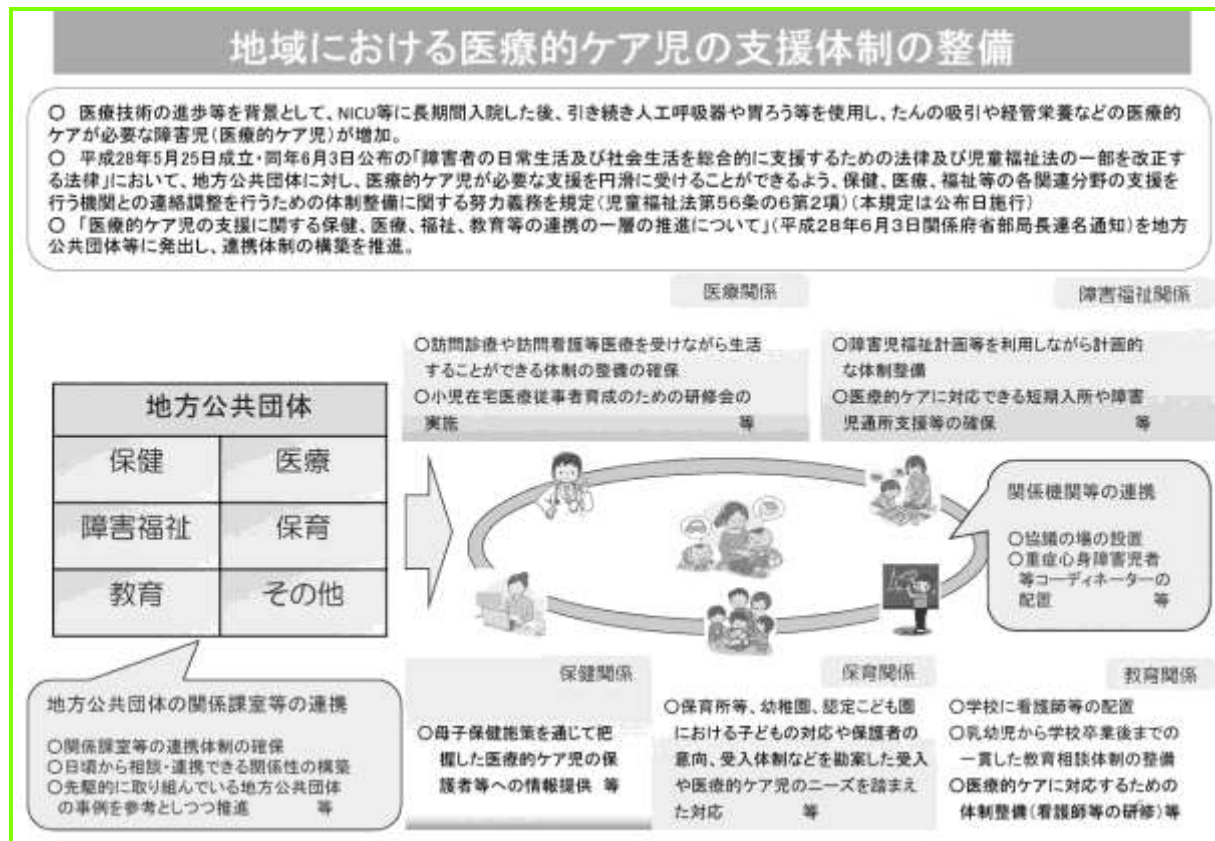 地域における医療的ケア児の支援体制の整備
○ 医療技術の進歩等を背景として、NICU等に長期間入院した後、引き続き人工呼吸器や胃ろう等を使用し、たんの吸引や経管栄養などの医療的
ケアが必要な障害児(医療的ケア児)が増加。
○ 平成28年5月25日成立・同年6月3日公布の「障害者の日常生活及び社会生活を総合的に支援するための法律及び児童福祉法の一部を改正す
る法律」において、地方公共団体に対し、医療的ケア児が必要な支援を円滑に受けることができるよう、保健、医療、福祉等の各関連分野の支援を
行う機関との連絡調整を行うための体制整備に関する努力義務を規定(児童福祉法第56条の6第2項)(本規定は公布日施行)
○ 「医療的ケア児の支援に関する保健、医療、福祉、教育等の連携の一層の推進について」(平成28年6月3日関係府省部局長連名通知)を地方
公共団体等に発出し、連携体制の構築を推進。
医療関係
○訪問診療や訪問看護等医療を受けながら生活
することができる体制の整備の確保
○小児在宅医療従事者育成のための研修会の
実施 等
障害福祉関係
○障害児福祉計画等を利用しながら計画的
な体制整備
○医療的ケアに対応できる短期入所や障害
児通所支援等の確保 等
地方公共団体
保健 医療
障害福祉 保育
教育 その他
関係機関等の連携
○協議の場の設置
○重症心身障害児者
等コーディネーターの
配置 等
地方公共団体の関係課室等の連携
○関係課室等の連携体制の確保
○日頃から相談・連携できる関係性の構築
○先駆的に取り組んでいる地方公共団体
の事例を参考としつつ推進 等
保健関係
○母子保健施策を通じて把
握した医療的ケア児の保
護者等への情報提供 等
保育関係
○保育所等、幼稚園、認定こども園
における子どもの対応や保護者の
意向、受入体制などを勘案した受入
や医療的ケア児のニーズを踏まえ
た対応 等
教育関係
○学校に看護師等の配置
○乳幼児から学校卒業後までの
一貫した教育相談体制の整備
○医療的ケアに対応するための
体制整備(看護師等の研修)等